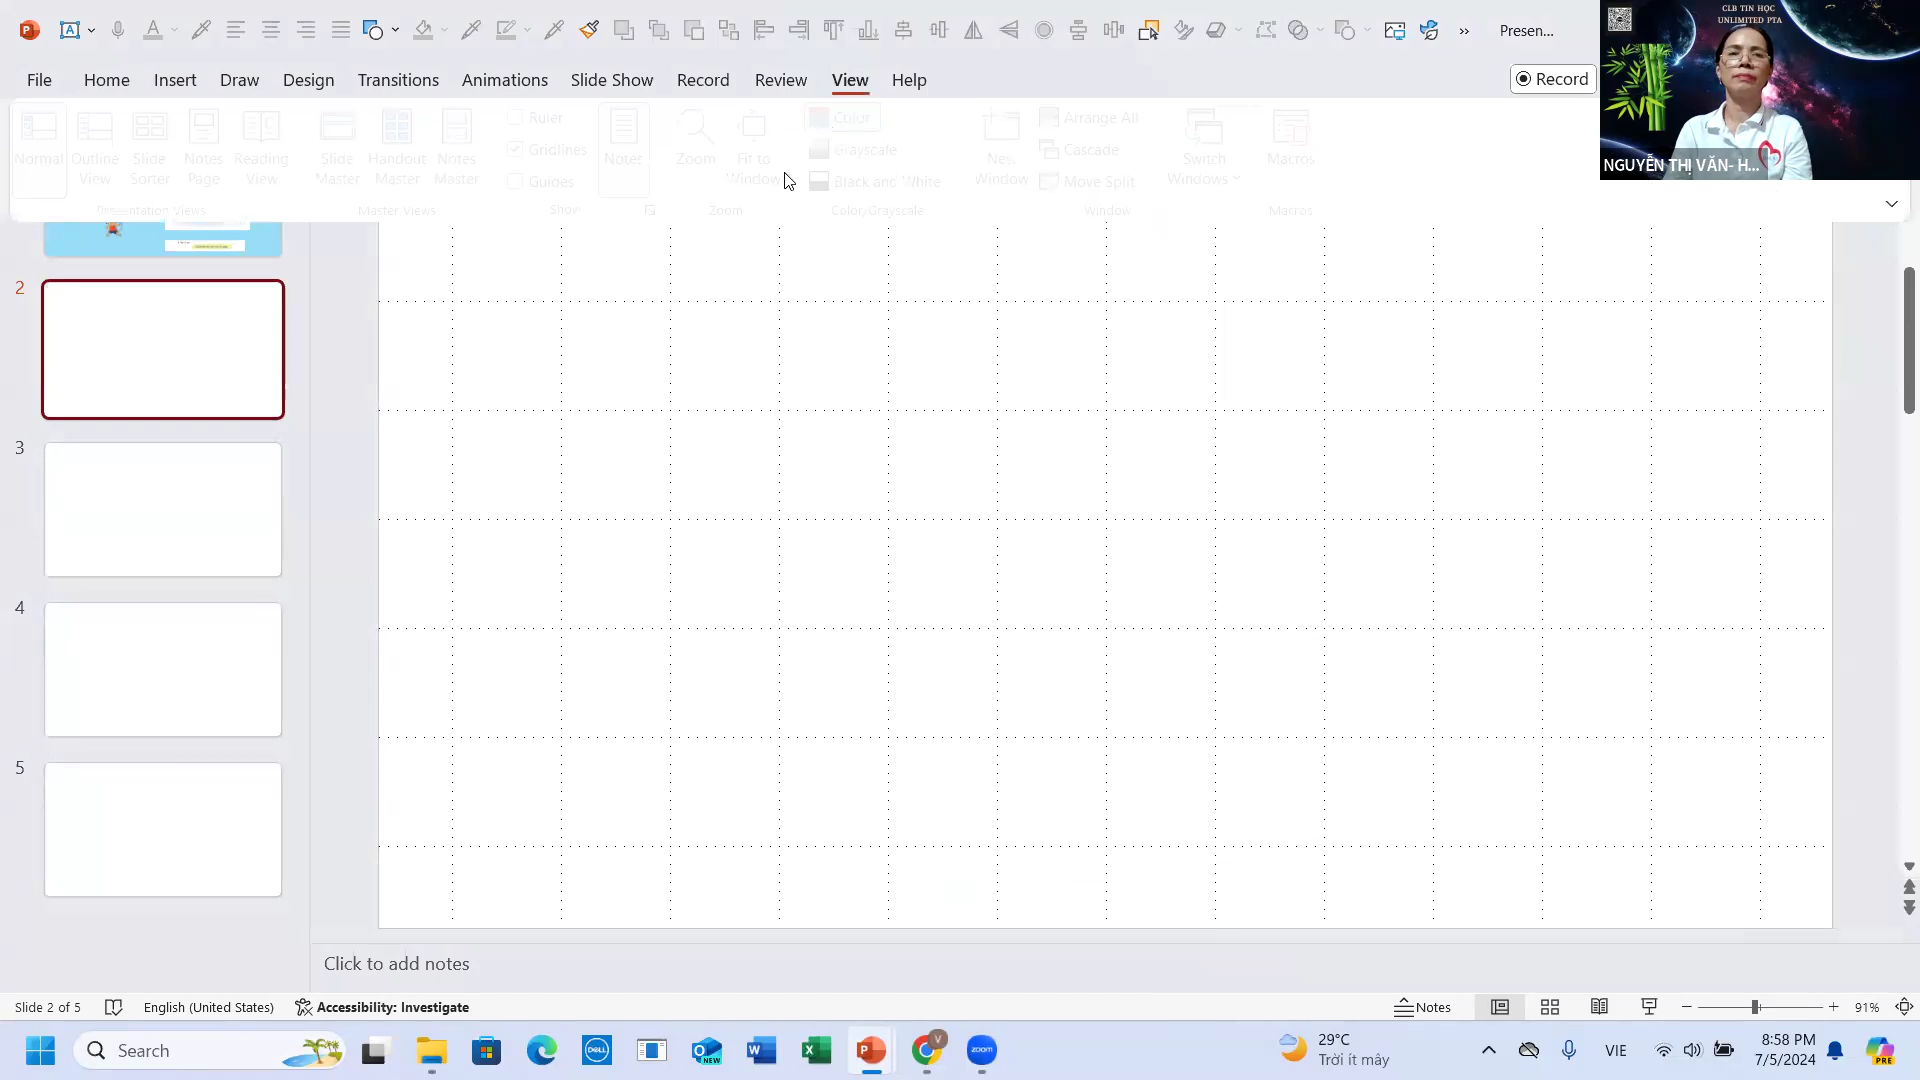 Presen...
CLB TIN HỌC
UNLIMITED PTA
File Home Insert Draw Design Transitions Animations Slide Show Record Review View Help
Record
Normal
Outline View
Slide Sorter
Notes Page
Reading View
Slide Master
Handout Master
Notes Master
Ruler
Gridlines
Guides
Notes
Zoom
Fit to Window
Color
Grayscale
Black and White
New Window
Arrange All
Cascade
Move Split
Switch Windows
Macros
Presentation Views
Master Views
Show
Zoom
Color/Grayscale
Window
Macros
NGUYỄN THỊ VĂN- H...
2
3
4
5
Click to add notes
Slide 2 of 5
English (United States)
Accessibility: Investigate
Notes
91%
Search
DELL
NEW
zoom
V
29°C
Trời ít mây
VIE
8:58 PM
7/5/2024
PRE